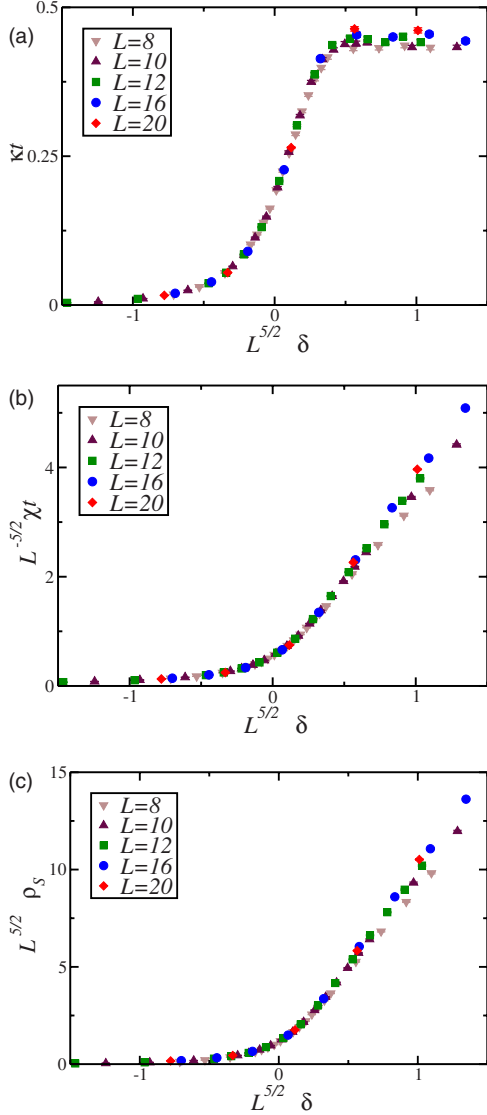 (a)
0.5
L=8
L=10
L=12
L=16
L=20
κt
0.25
0
-1 0 1
L^{5/2} δ
(b)
L=8
L=10
L=12
L=16
L=20
4
L^{-5/2}χt
2
0
-1 0 1
L^{5/2} δ
(c)
15
L=8
L=10
L=12
L=16
L=20
10
L^{5/2} ρ_S
5
0
-1 0 1
L^{5/2} δ